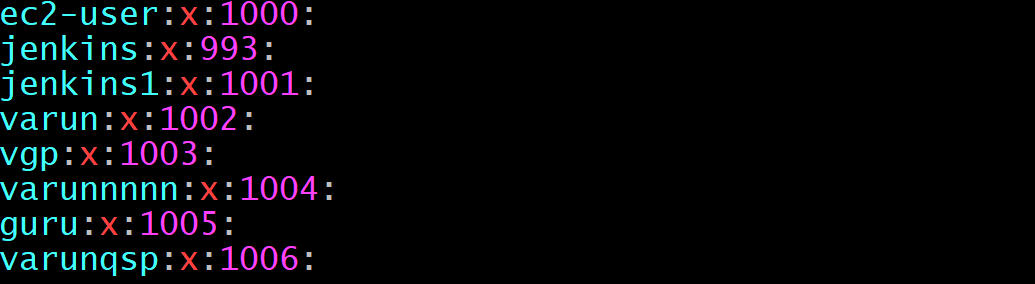 ec2-user:x:1000:
jenkins:x:993:
jenkins1:x:1001:
varun:x:1002:
vgp:x:1003:
varunnnnn:x:1004:
guru:x:1005:
varunqsp:x:1006: